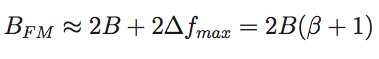 B_{FM} ≈ 2B + 2Δf_{max} = 2B(β + 1)